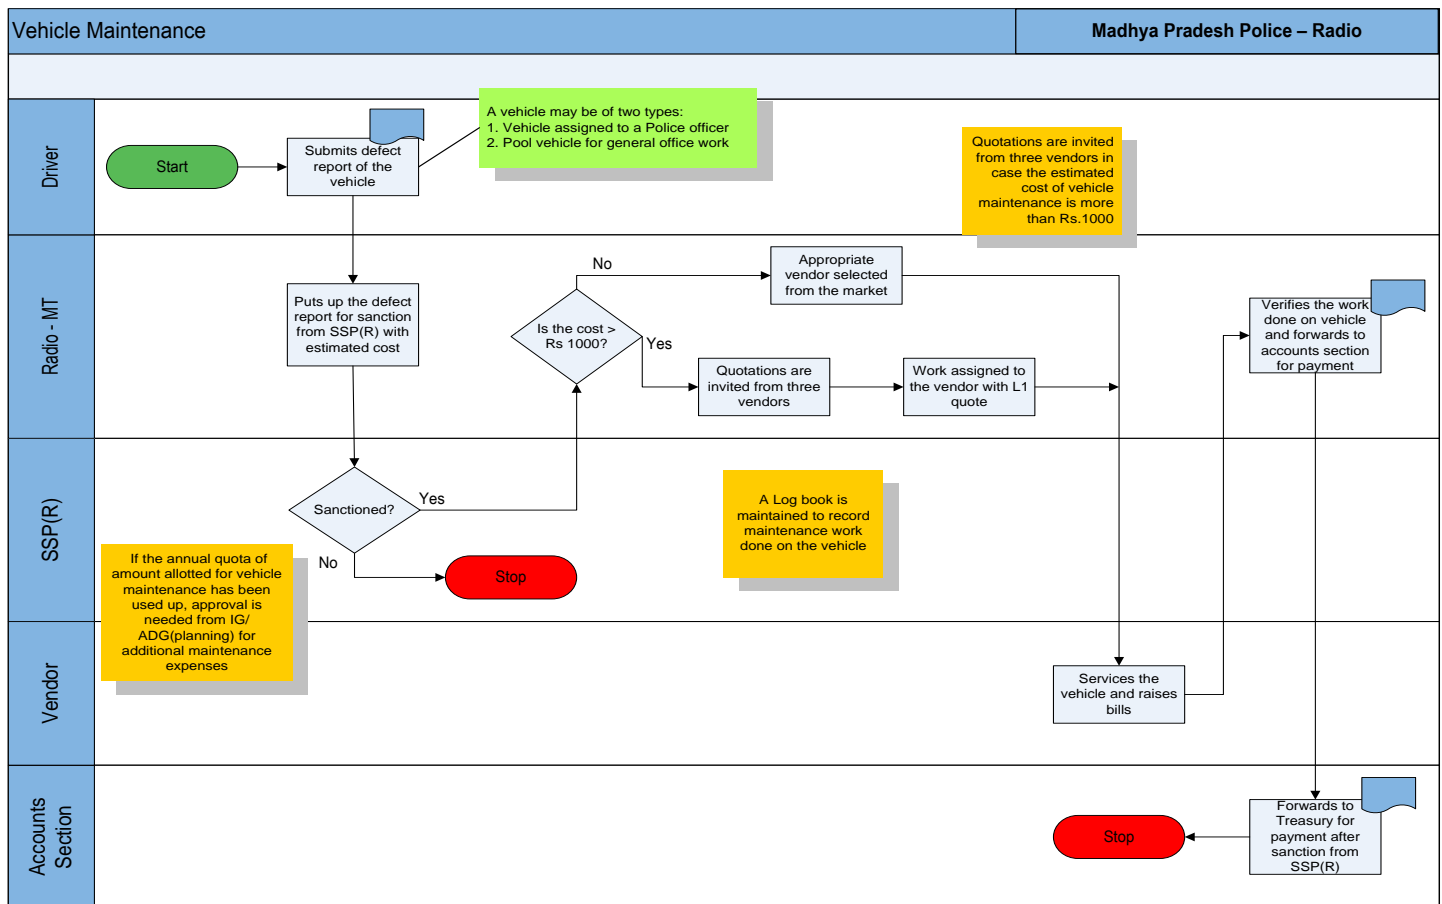 Vehicle Maintenance
Madhya Pradesh Police – Radio
Driver
Start
Submits defect
report of the
vehicle
A vehicle may be of two types:
1. Vehicle assigned to a Police officer
2. Pool vehicle for general office work
Quotations are invited
from three vendors in
case the estimated
cost of vehicle
maintenance is more
than Rs.1000
Radio - MT
Puts up the defect
report for sanction
from SSP(R) with
estimated cost
Is the cost >
Rs 1000?
No
Yes
Appropriate
vendor selected
from the market
Quotations are
invited from three
vendors
Work assigned to
the vendor with L1
quote
Verifies the work
done on vehicle
and forwards to
accounts section
for payment
SSP(R)
Sanctioned?
Yes
No
Stop
A Log book is
maintained to record
maintenance work
done on the vehicle
If the annual quota of
amount allotted for vehicle
maintenance has been
used up, approval is
needed from IG/
ADG(planning) for
additional maintenance
expenses
Vendor
Services the
vehicle and raises
bills
Accounts
Section
Stop
Forwards to
Treasury for
payment after
sanction from
SSP(R)